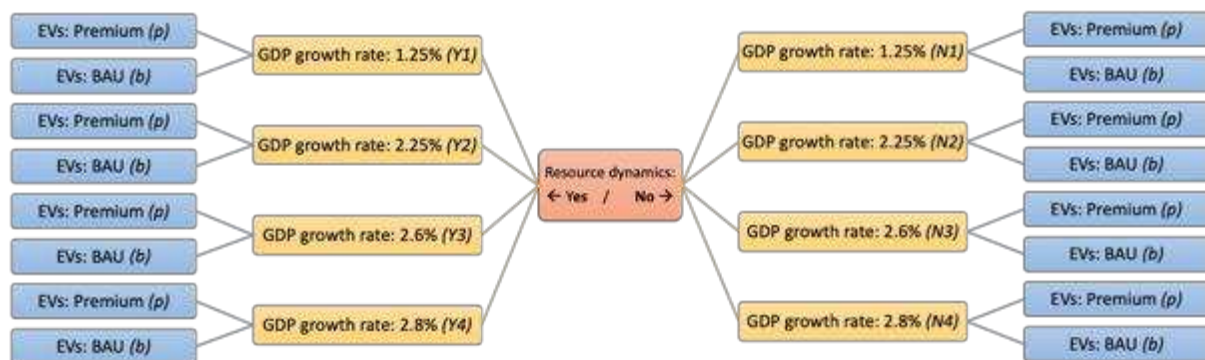 EVs: Premium (p)
EVs: BAU (b)
EVs: Premium (p)
EVs: BAU (b)
EVs: Premium (p)
EVs: BAU (b)
EVs: Premium (p)
EVs: BAU (b)
GDP growth rate: 1.25% (Y1)
GDP growth rate: 2.25% (Y2)
GDP growth rate: 2.6% (Y3)
GDP growth rate: 2.8% (Y4)
Resource dynamics:
← Yes / No →
GDP growth rate: 1.25% (N1)
GDP growth rate: 2.25% (N2)
GDP growth rate: 2.6% (N3)
GDP growth rate: 2.8% (N4)
EVs: Premium (p)
EVs: BAU (b)
EVs: Premium (p)
EVs: BAU (b)
EVs: Premium (p)
EVs: BAU (b)
EVs: Premium (p)
EVs: BAU (b)